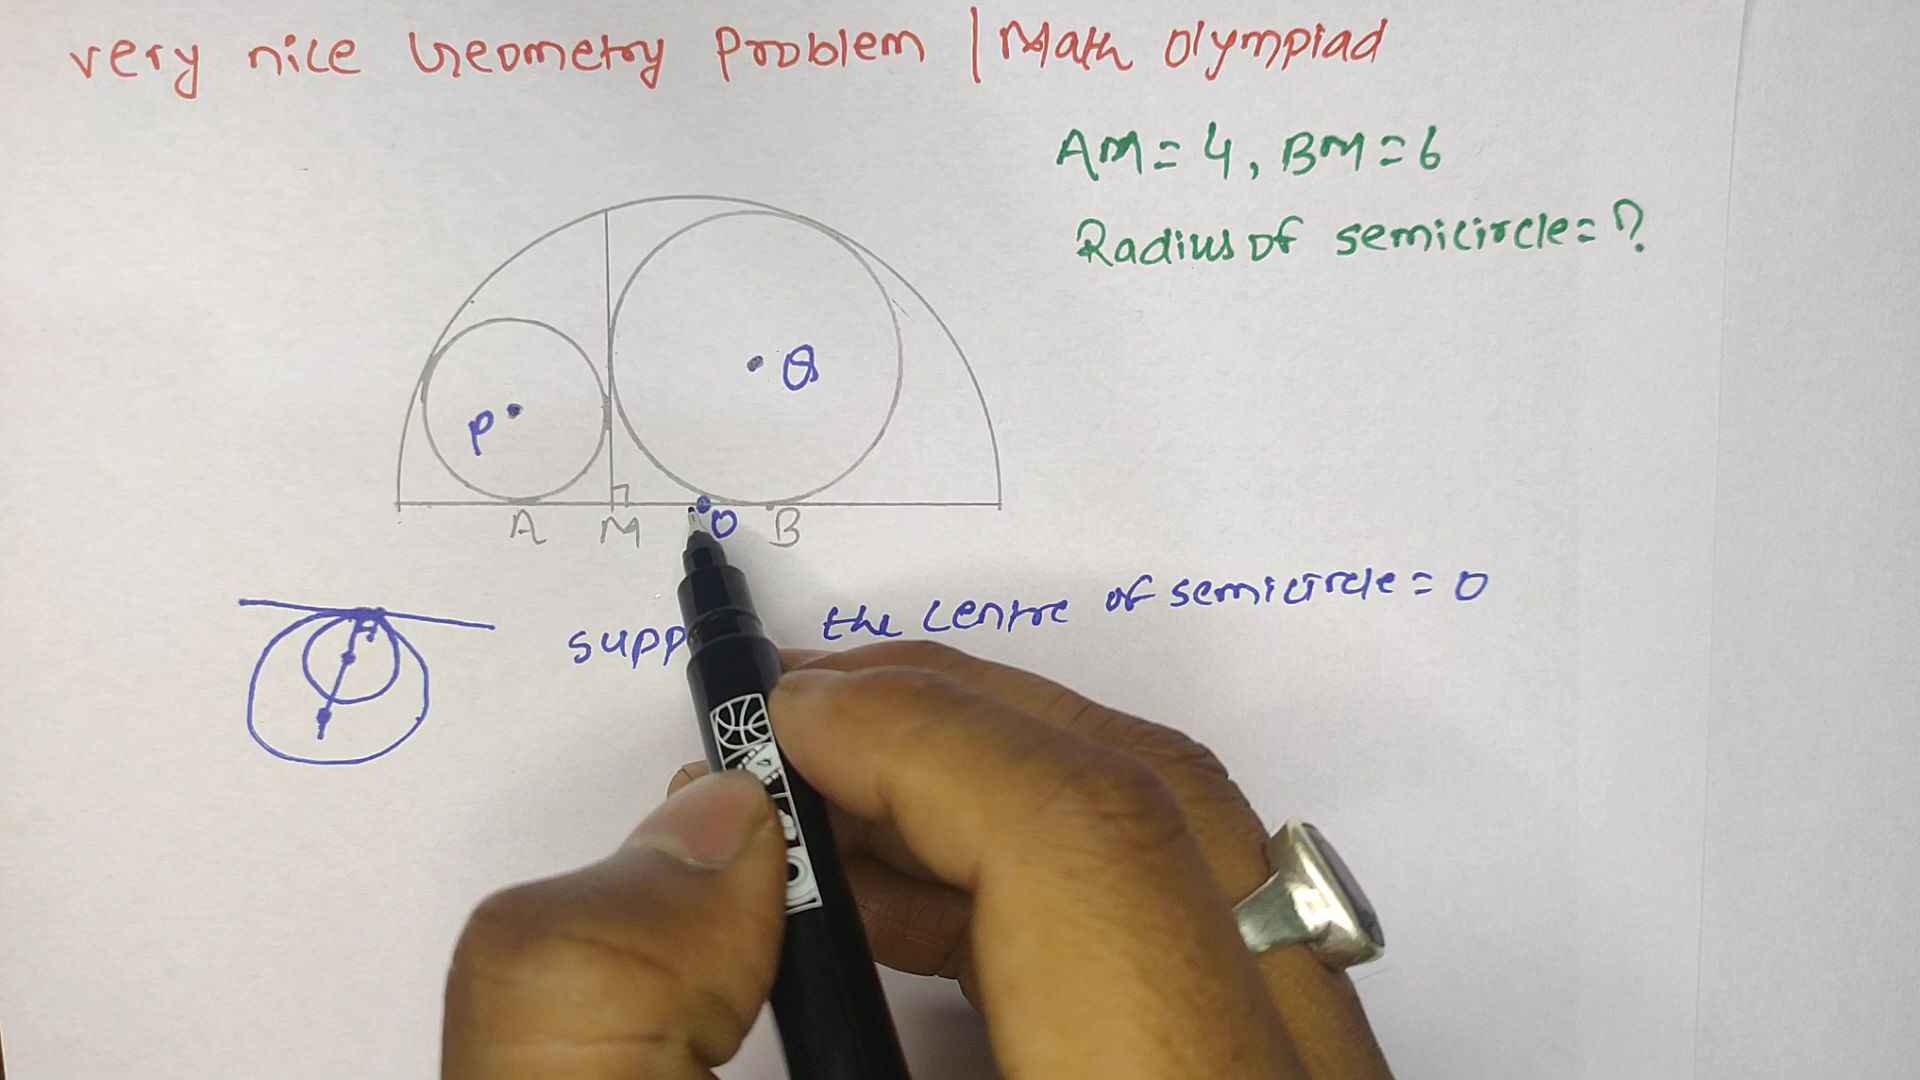 very nice Geometry Problem | Math Olympiad
AM = 4, BM = 6
Radius of semicircle = ?
Q
P
A M O B
the centre of semicircle = O